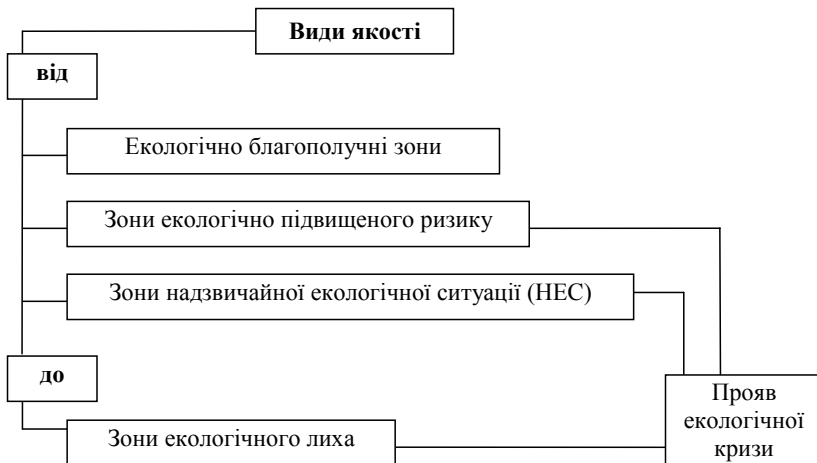 Види якості
від
Екологічно благополучні зони
Зони екологічно підвищеного ризику
Зони надзвичайної екологічної ситуації (НЕС)
до
Зони екологічного лиха
Прояв
екологічної
кризи